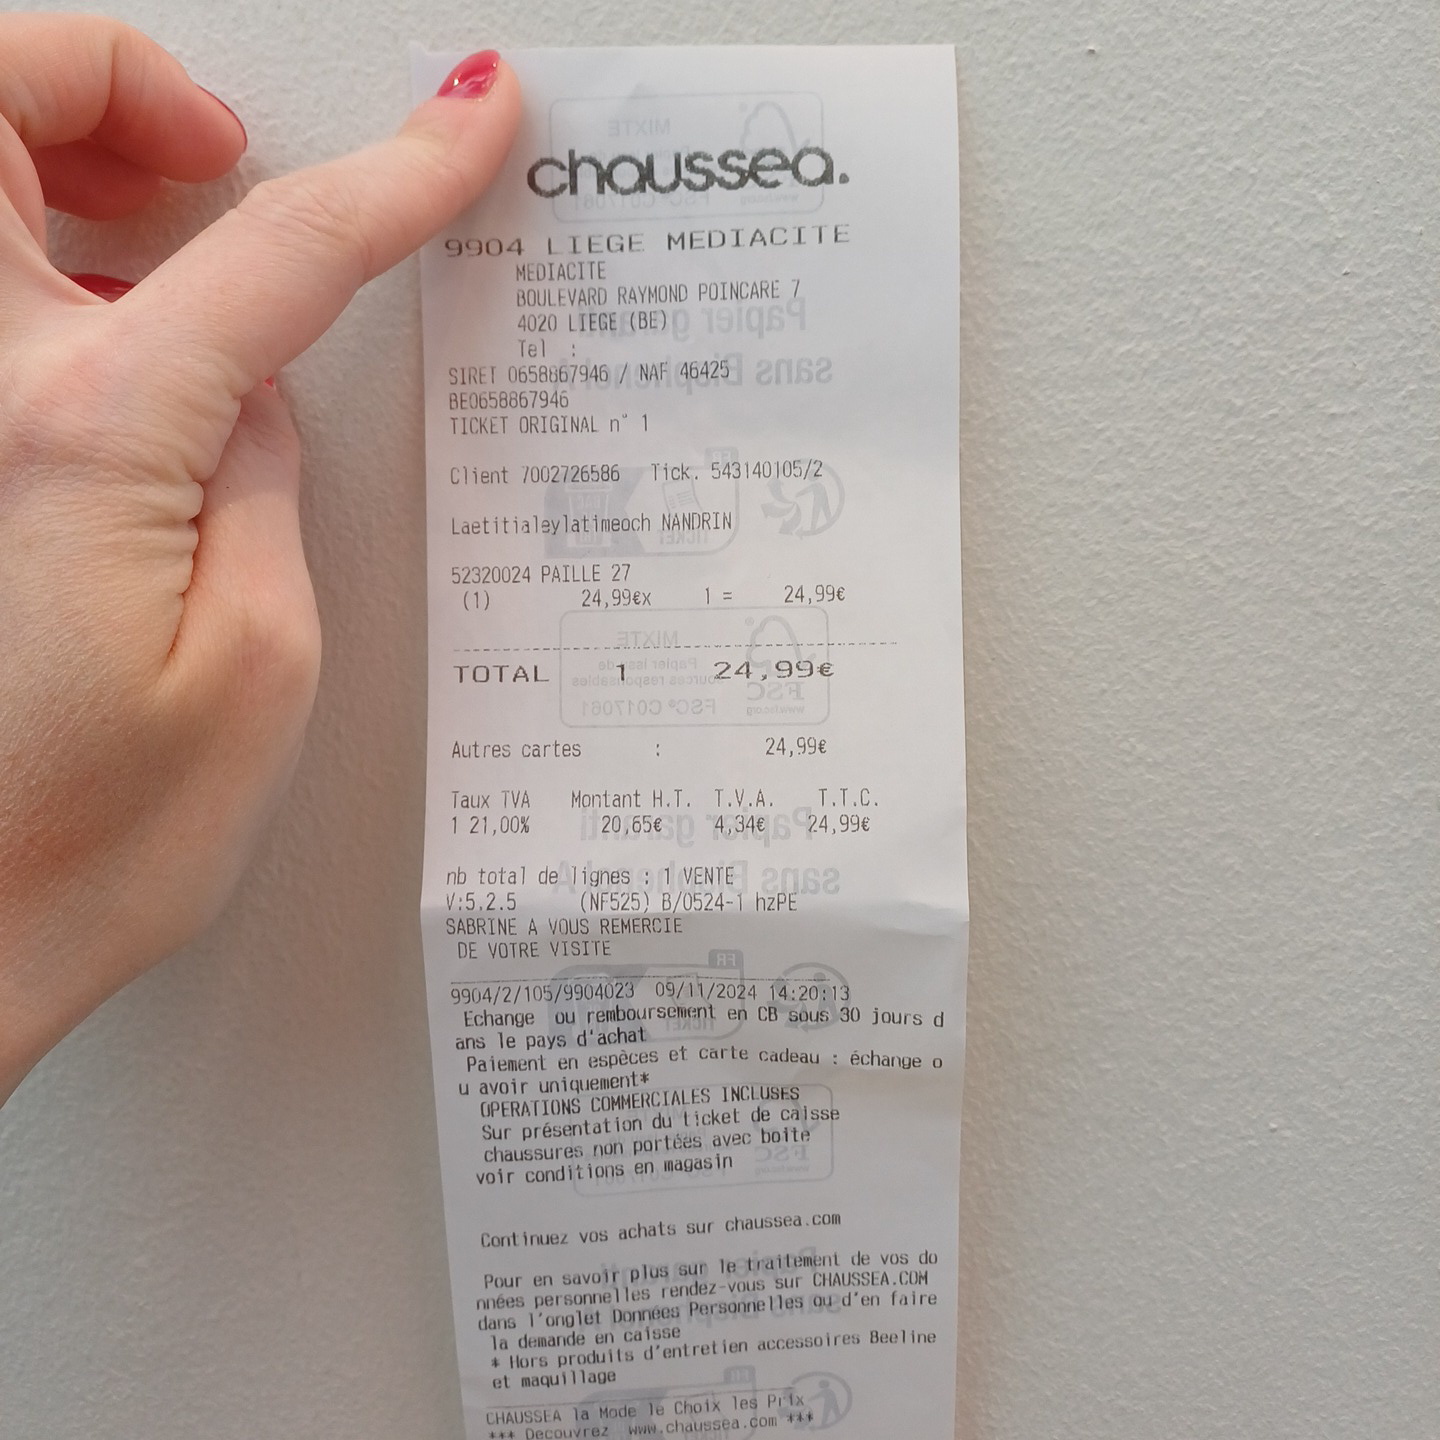 chaussea.
9904 LIEGE MEDIACITE
MEDIACITE
BOULEVARD RAYMOND POINCARE 7
4020 LIEGE (BE)
Tel :
SIRET 0658867946 / NAF 46425
BE0658867946
TICKET ORIGINAL n° 1
Client 7002726586 Tick. 543140105/2
Laetitialeylatimeoch NANDRIN
52320024 PAILLE 27
(1) 24,99€x 1 = 24,99€
TOTAL 1 24,99€
Autres cartes : 24,99€
Taux TVA Montant H.T. T.V.A. T.T.C.
1 21,00% 20,65€ 4,34€ 24,99€
nb total de lignes : 1 VENTE
V:5.2.5 (NF525) B/0524-1 hzPE
SABRINE A VOUS REMERCIE
DE VOTRE VISITE
9904/2/105/9904023 09/11/2024 14:20:13
Echange ou remboursement en CB sous 30 jours d
ans le pays d'achat
Paiement en espèces et carte cadeau : échange o
u avoir uniquement*
OPERATIONS COMMERCIALES INCLUSES
Sur présentation du ticket de caisse
chaussures non portées avec boite
voir conditions en magasin
Continuez vos achats sur chaussea.com
Pour en savoir plus sur le traitement de vos do
nnées personnelles rendez-vous sur CHAUSSEA.COM
dans l'onglet Données Personnelles ou d'en faire
la demande en caisse
* Hors produits d'entretien accessoires Beeline
et maquillage
CHAUSSEA la Mode le Choix les Prix
*** Decouvrez www.chaussea.com ***